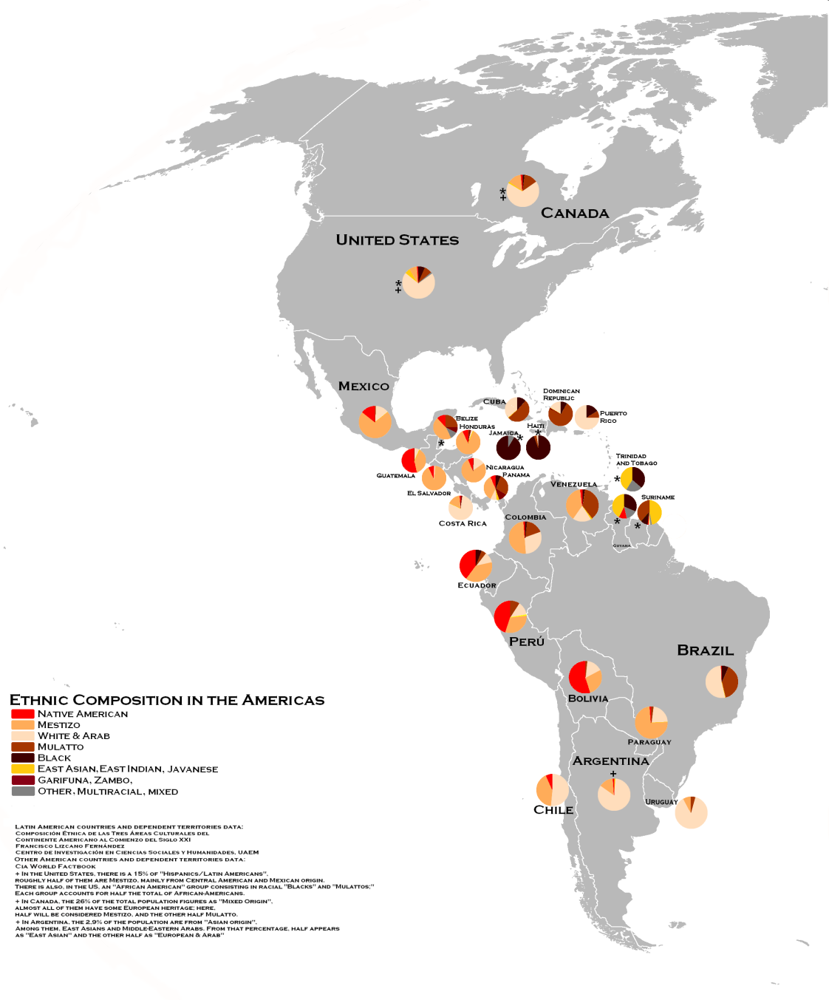 Canada
*
+
United States
*
+
Mexico
Cuba
Dominican
Republic
Puerto
Rico
Belize
Honduras
*
Jamaica
*
Haiti
*
Guatemala
Nicaragua
Panama
El Salvador
Costa Rica
Trinidad
and Tobago
*
Venezuela
Suriname
*
*
Guyana
Colombia
Ecuador
Perú
Brazil
Bolivia
Paraguay
Argentina
+
Chile
Uruguay
Ethnic Composition in the Americas
Native American
Mestizo
White & Arab
Mulatto
Black
East Asian, East Indian, Javanese
Garifuna, Zambo,
Other, Multiracial, mixed
Latin American countries and dependent territories data:
Composición Étnica de las Tres Áreas Culturales del
Continente Americano al Comienzo del Siglo XXI
Francisco Lizcano Fernández
Centro de Investigación en Ciencias Sociales y Humanidades, UAEM
Other American countries and dependent territories data:
Cia World Factbook
+ In the United States, there is a 15% of "Hispanics/Latin Americans",
roughly half of them are Mestizo, mainly from Central American and Mexican origin.
There is also, in the US, an "African American" group consisting in racial "Blacks" and "Mulattos;"
Each group accounts for half the total of African-Americans.
+ In Canada, the 26% of the total population figures as "Mixed Origin",
almost all of them have some European heritage; here,
half will be considered Mestizo, and the other half Mulatto.
+ In Argentina, the 2,9% of the population are from "Asian origin",
Among them, East Asians and Middle-Eastern Arabs. From that percentage, half appears
as "East Asian" and the other half as "European & Arab"